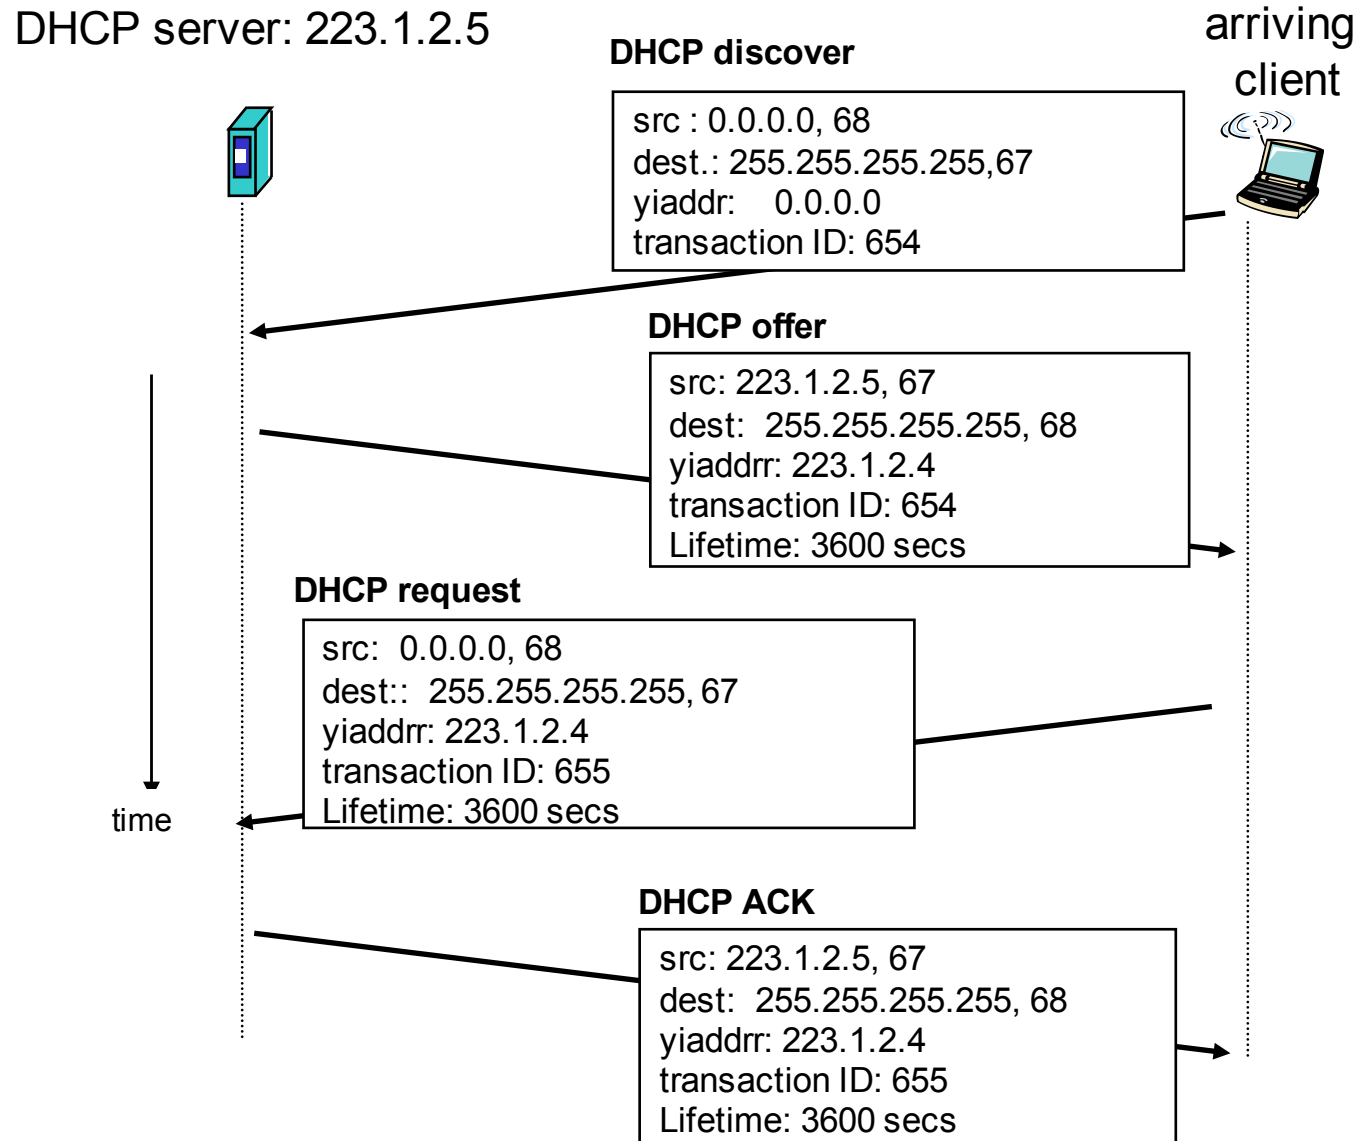 DHCP server: 223.1.2.5
arriving
client
DHCP discover
src : 0.0.0.0, 68
dest.: 255.255.255.255,67
yiaddr: 0.0.0.0
transaction ID: 654
DHCP offer
src: 223.1.2.5, 67
dest: 255.255.255.255, 68
yiaddrr: 223.1.2.4
transaction ID: 654
Lifetime: 3600 secs
DHCP request
src: 0.0.0.0, 68
dest:: 255.255.255.255, 67
yiaddrr: 223.1.2.4
transaction ID: 655
Lifetime: 3600 secs
time
DHCP ACK
src: 223.1.2.5, 67
dest: 255.255.255.255, 68
yiaddrr: 223.1.2.4
transaction ID: 655
Lifetime: 3600 secs